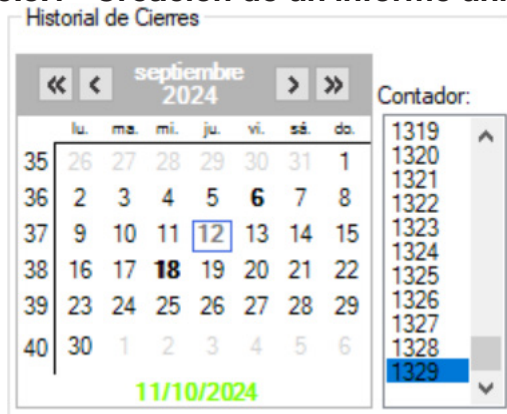 Historial de Cierres
« < septiembre 2024 > »
lu. ma. mi. ju. vi. sá. do.
35 26 27 28 29 30 31 1
36 2 3 4 5 6 7 8
37 9 10 11 12 13 14 15
38 16 17 18 19 20 21 22
39 23 24 25 26 27 28 29
40 30 1 2 3 4 5 6
11/10/2024
Contador:
1319
1320
1321
1322
1323
1324
1325
1326
1327
1328
1329